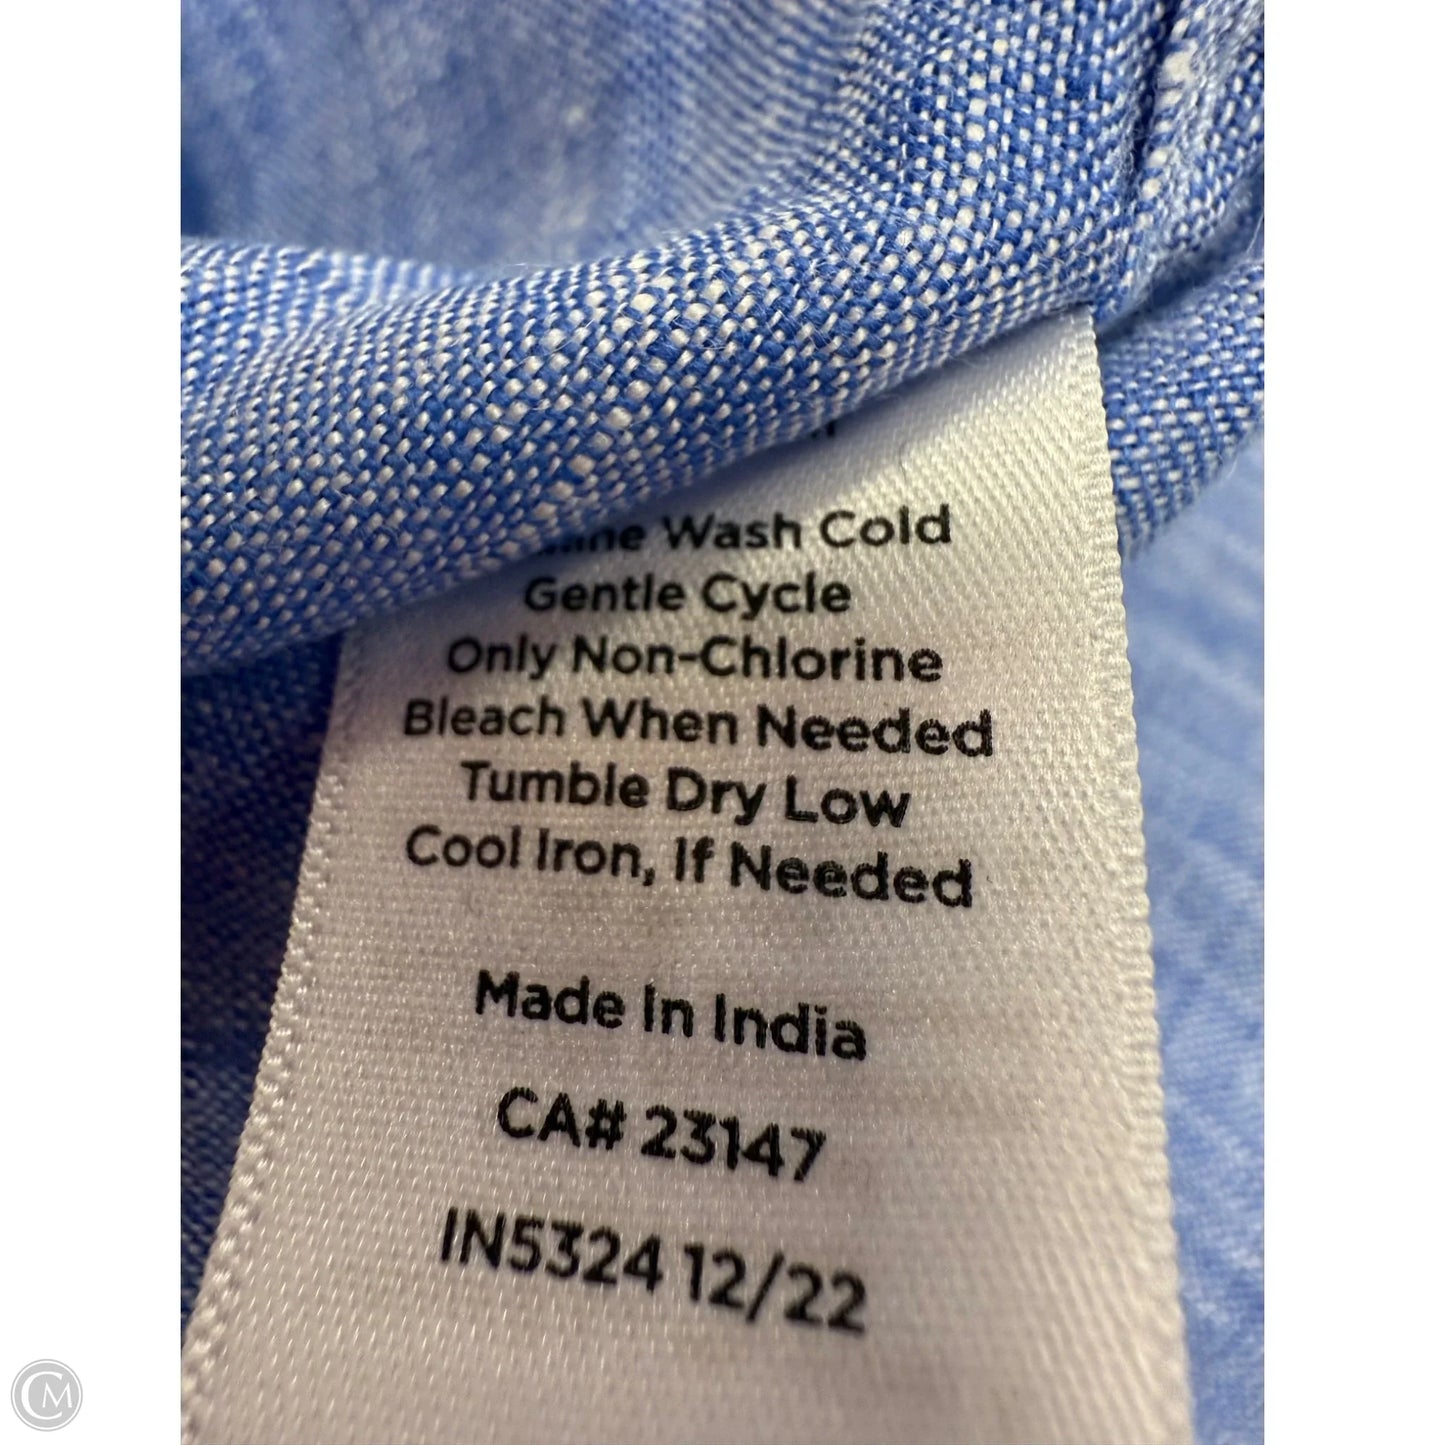 Wash Cold
Gentle Cycle
Only Non-Chlorine
Bleach When Needed
Tumble Dry Low
Cool Iron, If Needed
Made In India
CA# 23147
IN5324 12/22
CM